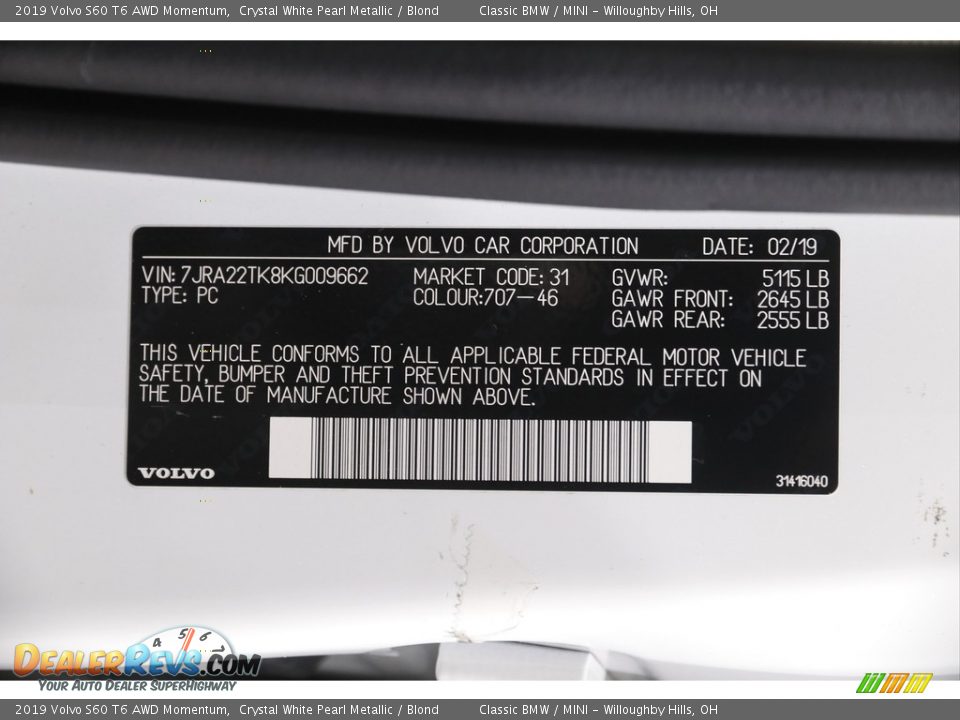 2019 Volvo S60 T6 AWD Momentum, Crystal White Pearl Metallic / Blond Classic BMW / MINI - Willoughby Hills, OH
MFD BY VOLVO CAR CORPORATION DATE: 02/19
VIN: 7JRA22TK8KG009662 MARKET CODE: 31 GVWR: 5115 LB
TYPE: PC COLOUR:707-46 GAWR FRONT: 2645 LB
GAWR REAR: 2555 LB
THIS VEHICLE CONFORMS TO ALL APPLICABLE FEDERAL MOTOR VEHICLE
SAFETY, BUMPER AND THEFT PREVENTION STANDARDS IN EFFECT ON
THE DATE OF MANUFACTURE SHOWN ABOVE.
VOLVO
31416040
4 5 6 7
DEALERREVS.COM
YOUR AUTO DEALER SUPERHIGHWAY
2019 Volvo S60 T6 AWD Momentum, Crystal White Pearl Metallic / Blond Classic BMW / MINI - Willoughby Hills, OH